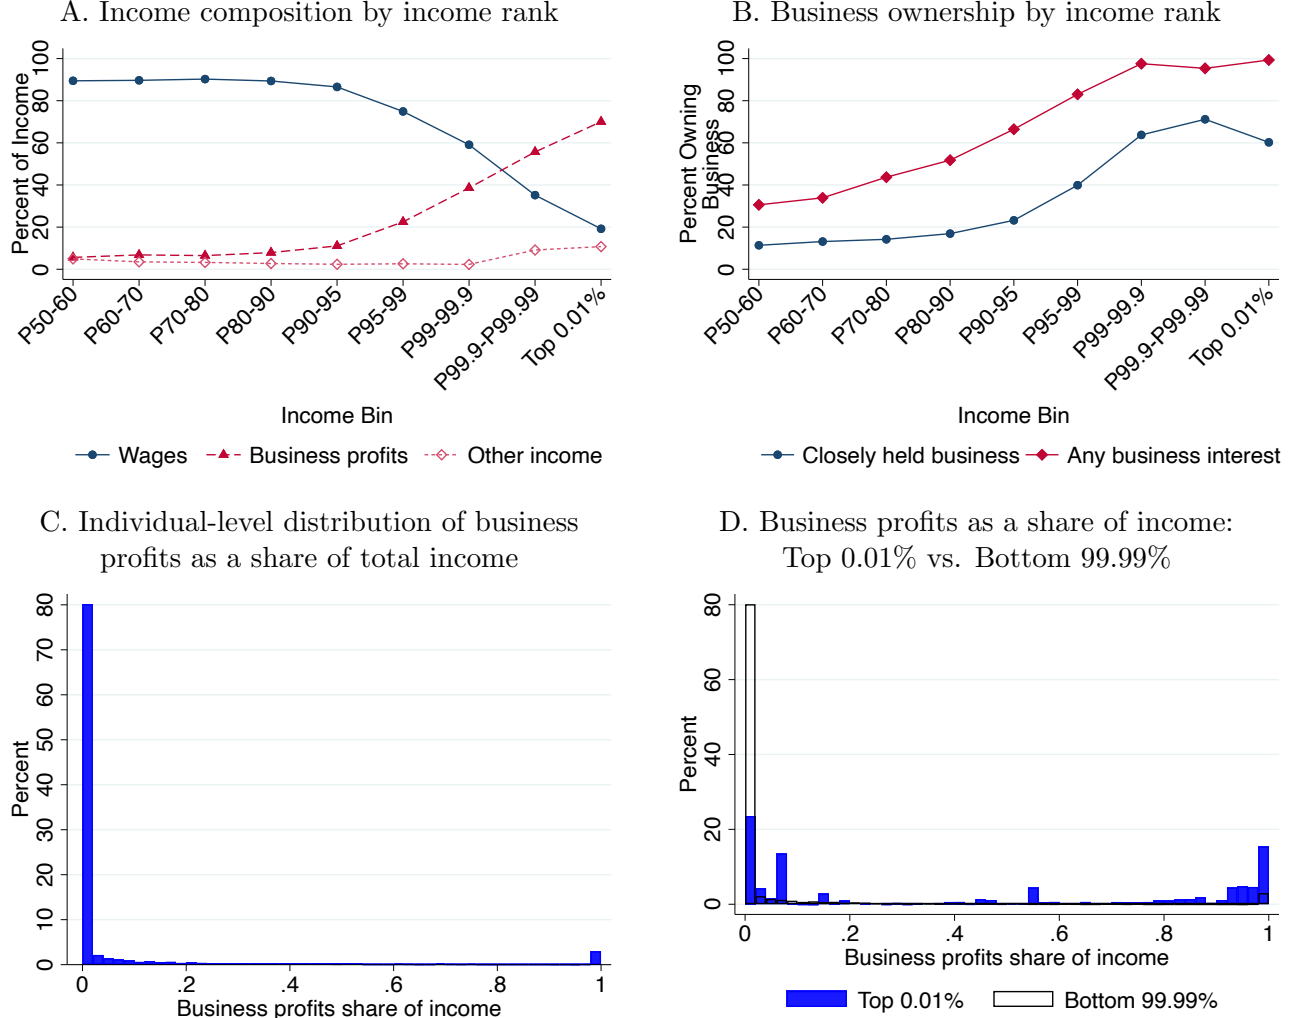 A. Income composition by income rank
Percent of Income
100
80
60
40
20
0
P50-60
P60-70
P70-80
P80-90
P90-95
P95-99
P99-99.9
P99.9-P99.99
Top 0.01%
Income Bin
Wages
Business profits
Other income
B. Business ownership by income rank
Percent Owning
Business
100
80
60
40
20
0
P50-60
P60-70
P70-80
P80-90
P90-95
P95-99
P99-99.9
P99.9-P99.99
Top 0.01%
Income Bin
Closely held business
Any business interest
C. Individual-level distribution of business
profits as a share of total income
Percent
80
70
60
50
40
30
20
10
0
0 .2 .4 .6 .8 1
Business profits share of income
D. Business profits as a share of income:
Top 0.01% vs. Bottom 99.99%
Percent
80
60
40
20
0
0 .2 .4 .6 .8 1
Business profits share of income
Top 0.01%
Bottom 99.99%